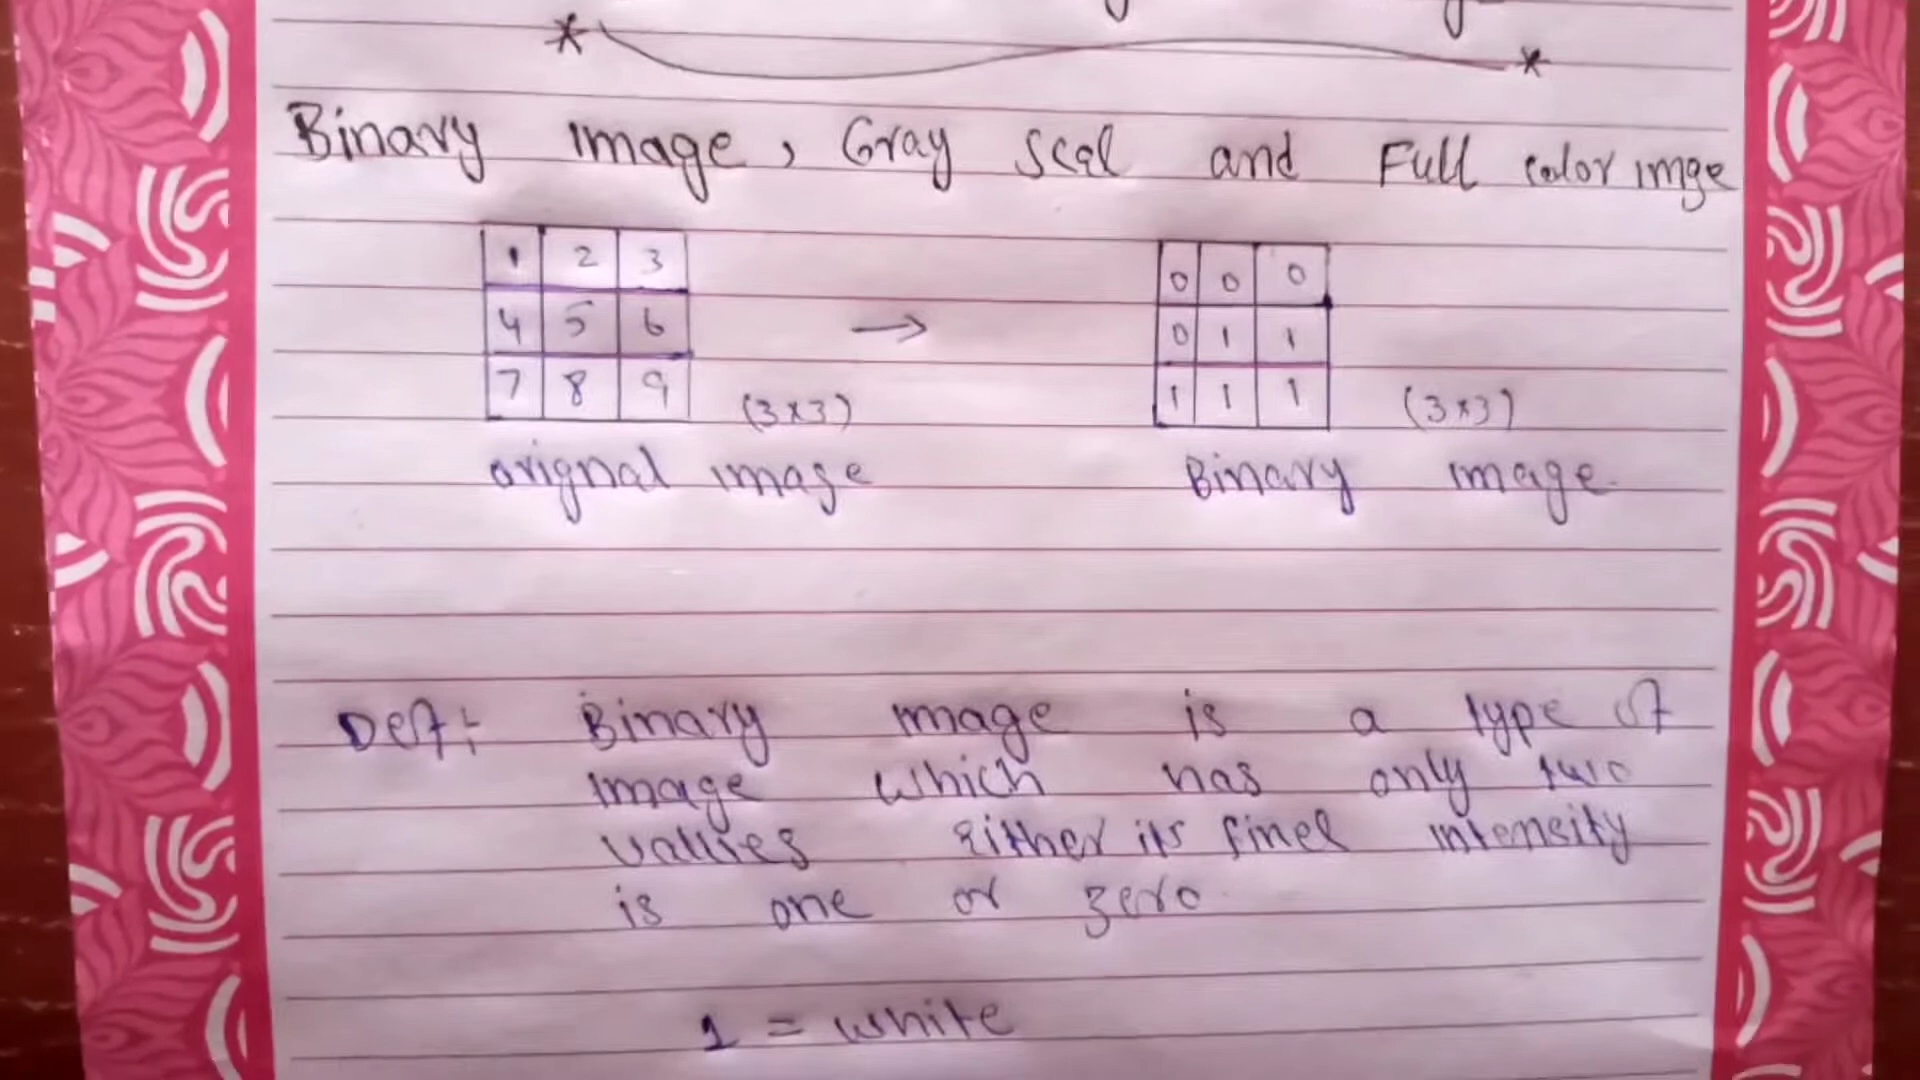 Binary image, Gray Scal and Full color imge
1 2 3
4 5 6
7 8 9
(3x3)
orignal image
→
0 0 0
0 1 1
1 1 1
(3x3)
Binary image.
Def:- Binary image is a type of
image which has only two
values Either its finel intensity
is one or zero.
1 = white